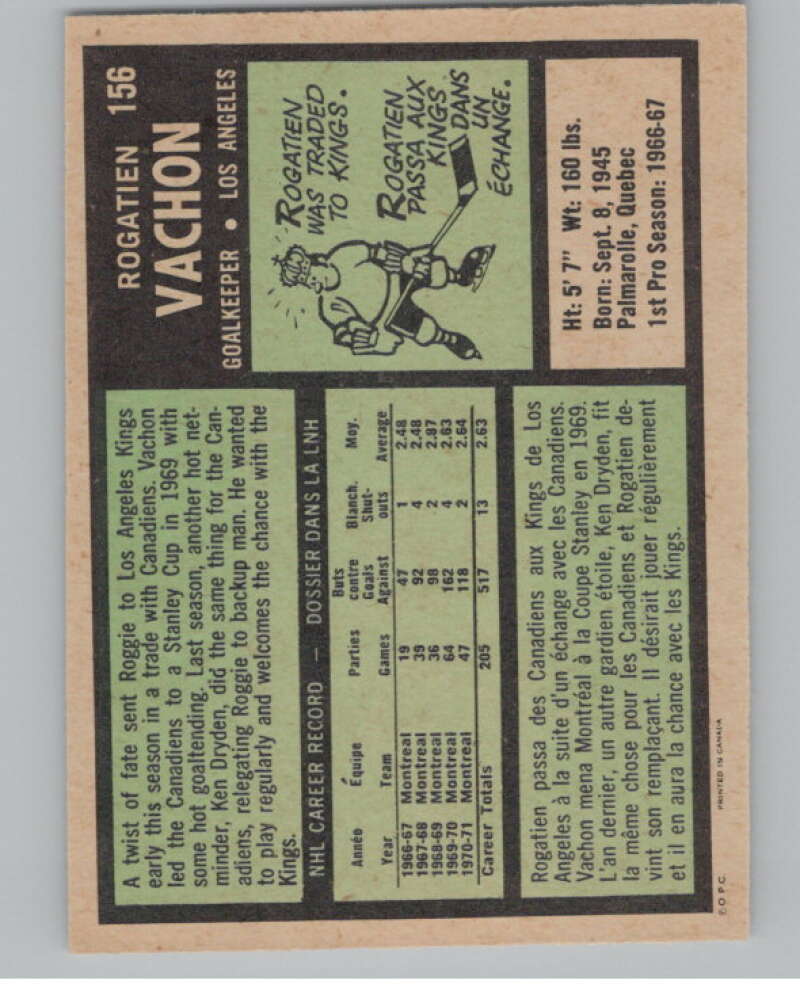 ROGATIEN 156
VACHON
GOALKEEPER • LOS ANGELES
A twist of fate sent Roggie to Los Angeles Kings
early this season in a trade with Canadiens. Vachon
led the Canadiens to a Stanley Cup in 1969 with
some hot goaltending. Last season, another hot net-
minder, Ken Dryden, did the same thing for the Can-
adiens, relegating Roggie to backup man. He wanted
to play regularly and welcomes the chance with the
Kings.
ROGATIEN
WAS TRADED
TO KINGS.
ROGATIEN
PASSA AUX
KINGS
DANS
UN
ÉCHANGE.
NHL CAREER RECORD — DOSSIER DANS LA LNH
Année Équipe Parties Buts contre Blanch. Moy.
Year Team Games Goals Against Shut-outs Average
1966-67 Montreal 19 47 1 2.48
1967-68 Montreal 39 92 4 2.48
1968-69 Montreal 36 98 2 2.87
1969-70 Montreal 64 162 4 2.63
1970-71 Montreal 47 118 2 2.64
Career Totals 205 517 13 2.63
Ht: 5' 7" Wt: 160 lbs.
Born: Sept. 8, 1945
Palmarolle, Quebec
1st Pro Season: 1966-67
Rogatien passa des Canadiens aux Kings de Los
Angeles à la suite d'un échange avec les Canadiens.
Vachon mena Montréal à la Coupe Stanley en 1969.
L'an dernier, un autre gardien étoile, Ken Dryden, fit
la même chose pour les Canadiens et Rogatien de-
vint son remplaçant. Il désirait jouer régulièrement
et il en aura la chance avec les Kings.
© O.P.C. PRINTED IN CANADA